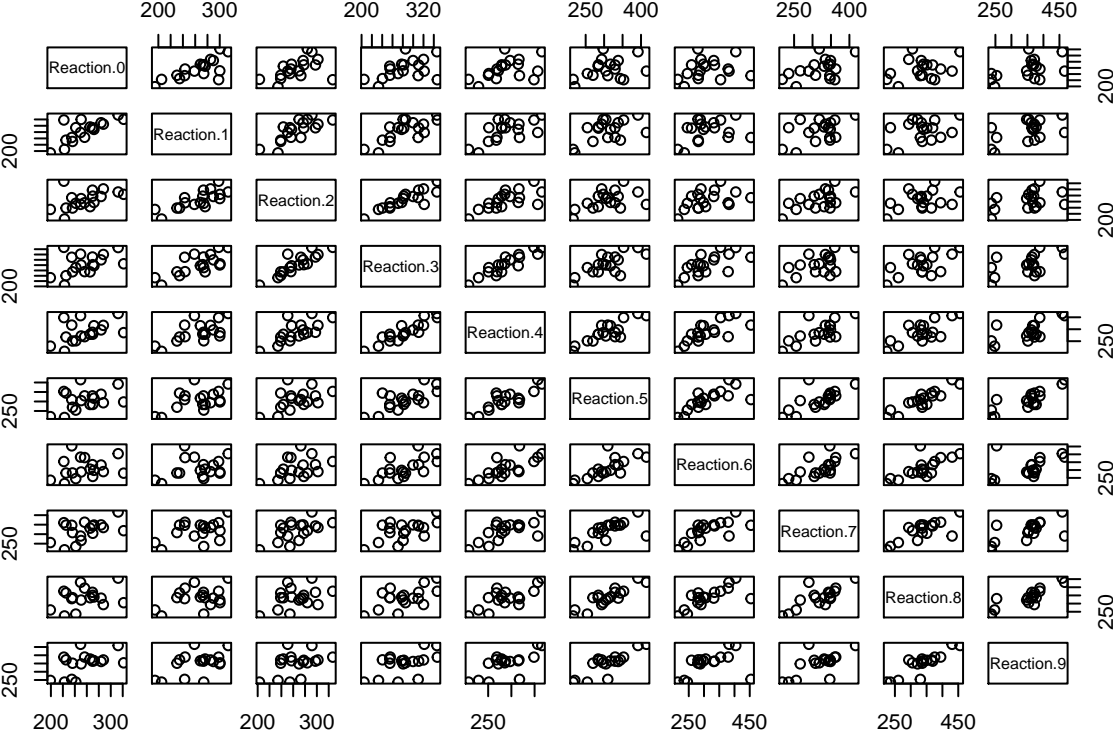 200 300 200 320 250 400 250 400 250 450
Reaction.0 200
200 Reaction.1
Reaction.2 200
200 Reaction.3
Reaction.4 250
250 Reaction.5
Reaction.6 250
250 Reaction.7
Reaction.8 250
250 Reaction.9
200 300 200 300 250 250 450 250 450